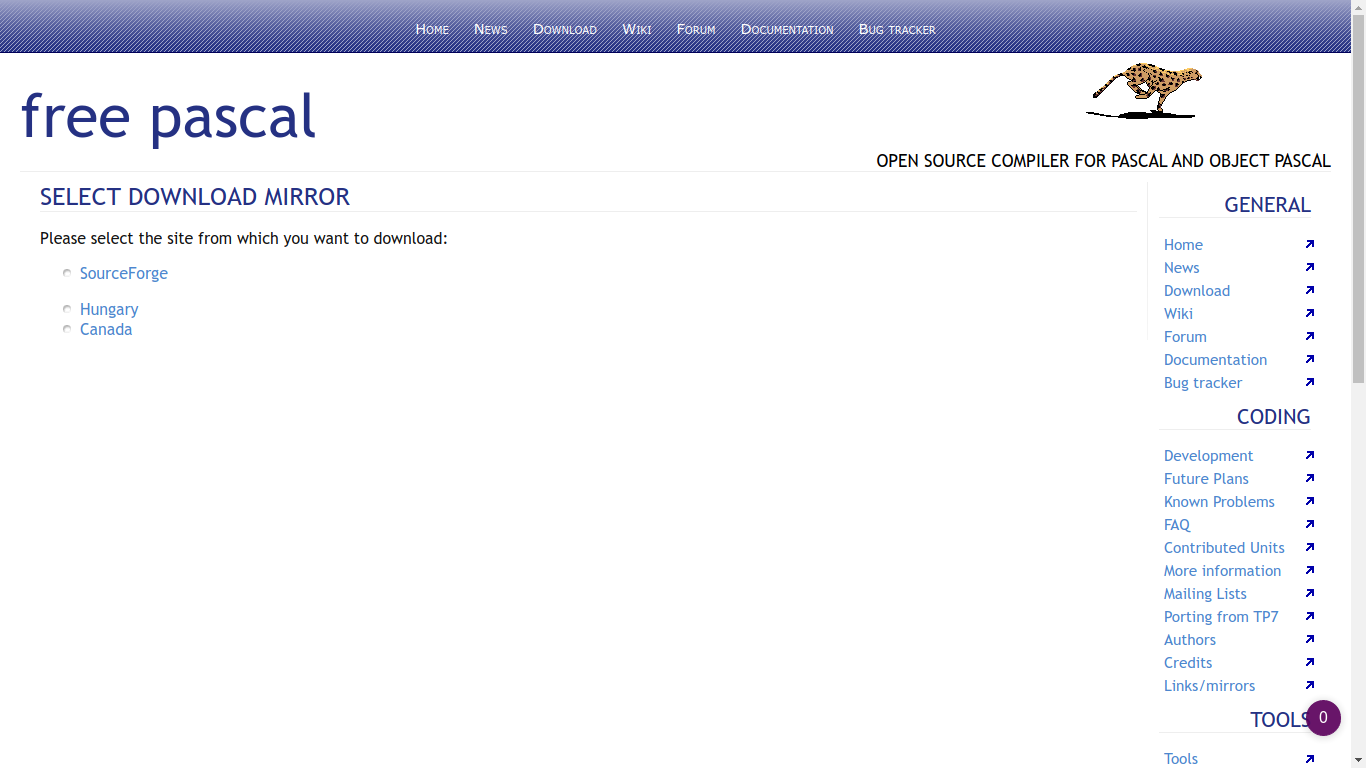 Home News Download Wiki Forum Documentation Bug tracker
free pascal
OPEN SOURCE COMPILER FOR PASCAL AND OBJECT PASCAL
SELECT DOWNLOAD MIRROR
Please select the site from which you want to download:
SourceForge
Hungary
Canada
GENERAL
Home
News
Download
Wiki
Forum
Documentation
Bug tracker
CODING
Development
Future Plans
Known Problems
FAQ
Contributed Units
More information
Mailing Lists
Porting from TP7
Authors
Credits
Links/mirrors
TOOLS
0
Tools